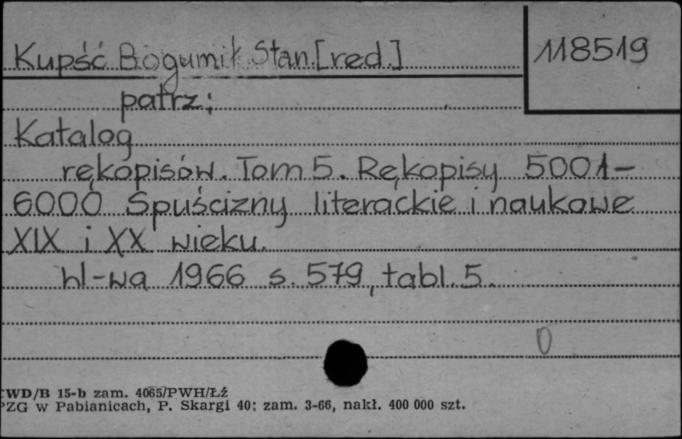 Kupść Bogumił Stan.[red.]
118519
patrz:
Katalog
rękopisów. Tom 5. Rękopisy 5001-
6000 Spuścizny literackie i naukowe
XIX i XX wieku.
W-wa 1966 s. 579, tabl. 5.
0
WD/B 15-b zam. 4065/PWH/Łź
PZG w Pabianicach, P. Skargi 40; zam. 3-66, nakł. 400 000 szt.